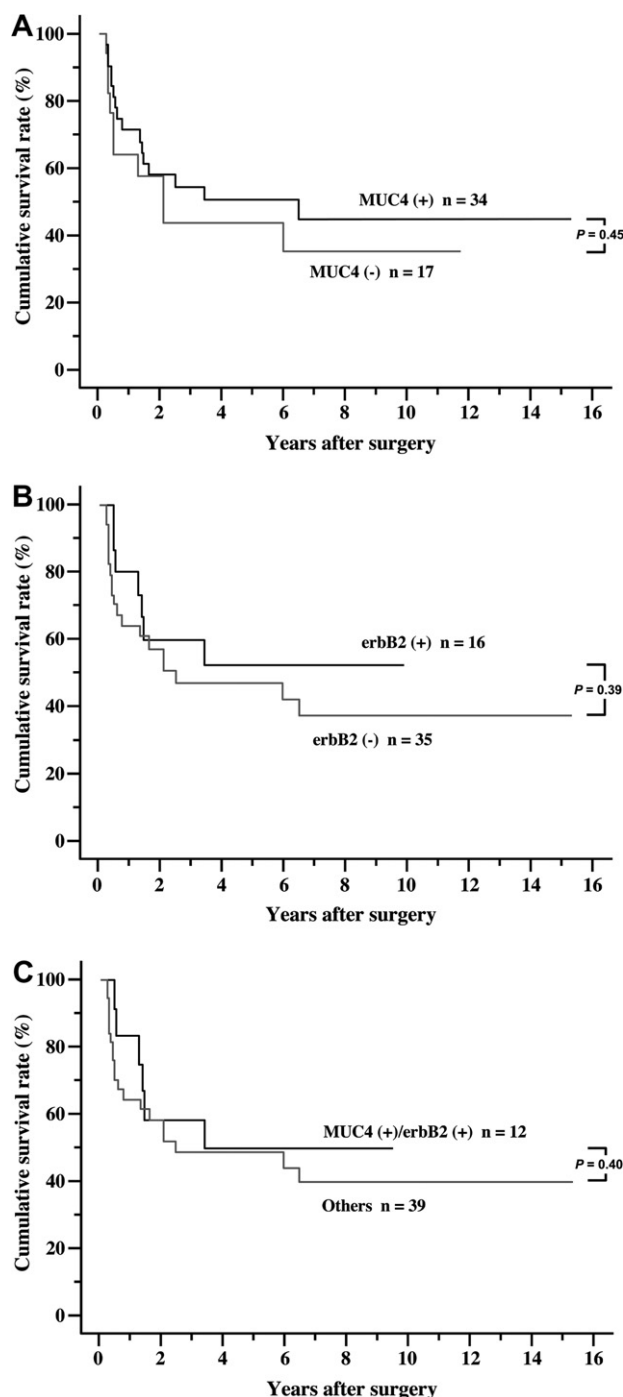 A
Cumulative survival rate (%)
100
80
60
40
20
0
MUC4 (+) n = 34
MUC4 (-) n = 17
P = 0.45
0 2 4 6 8 10 12 14 16
Years after surgery
B
Cumulative survival rate (%)
100
80
60
40
20
0
erbB2 (+) n = 16
erbB2 (-) n = 35
P = 0.39
0 2 4 6 8 10 12 14 16
Years after surgery
C
Cumulative survival rate (%)
100
80
60
40
20
0
MUC4 (+)/erbB2 (+) n = 12
Others n = 39
P = 0.40
0 2 4 6 8 10 12 14 16
Years after surgery